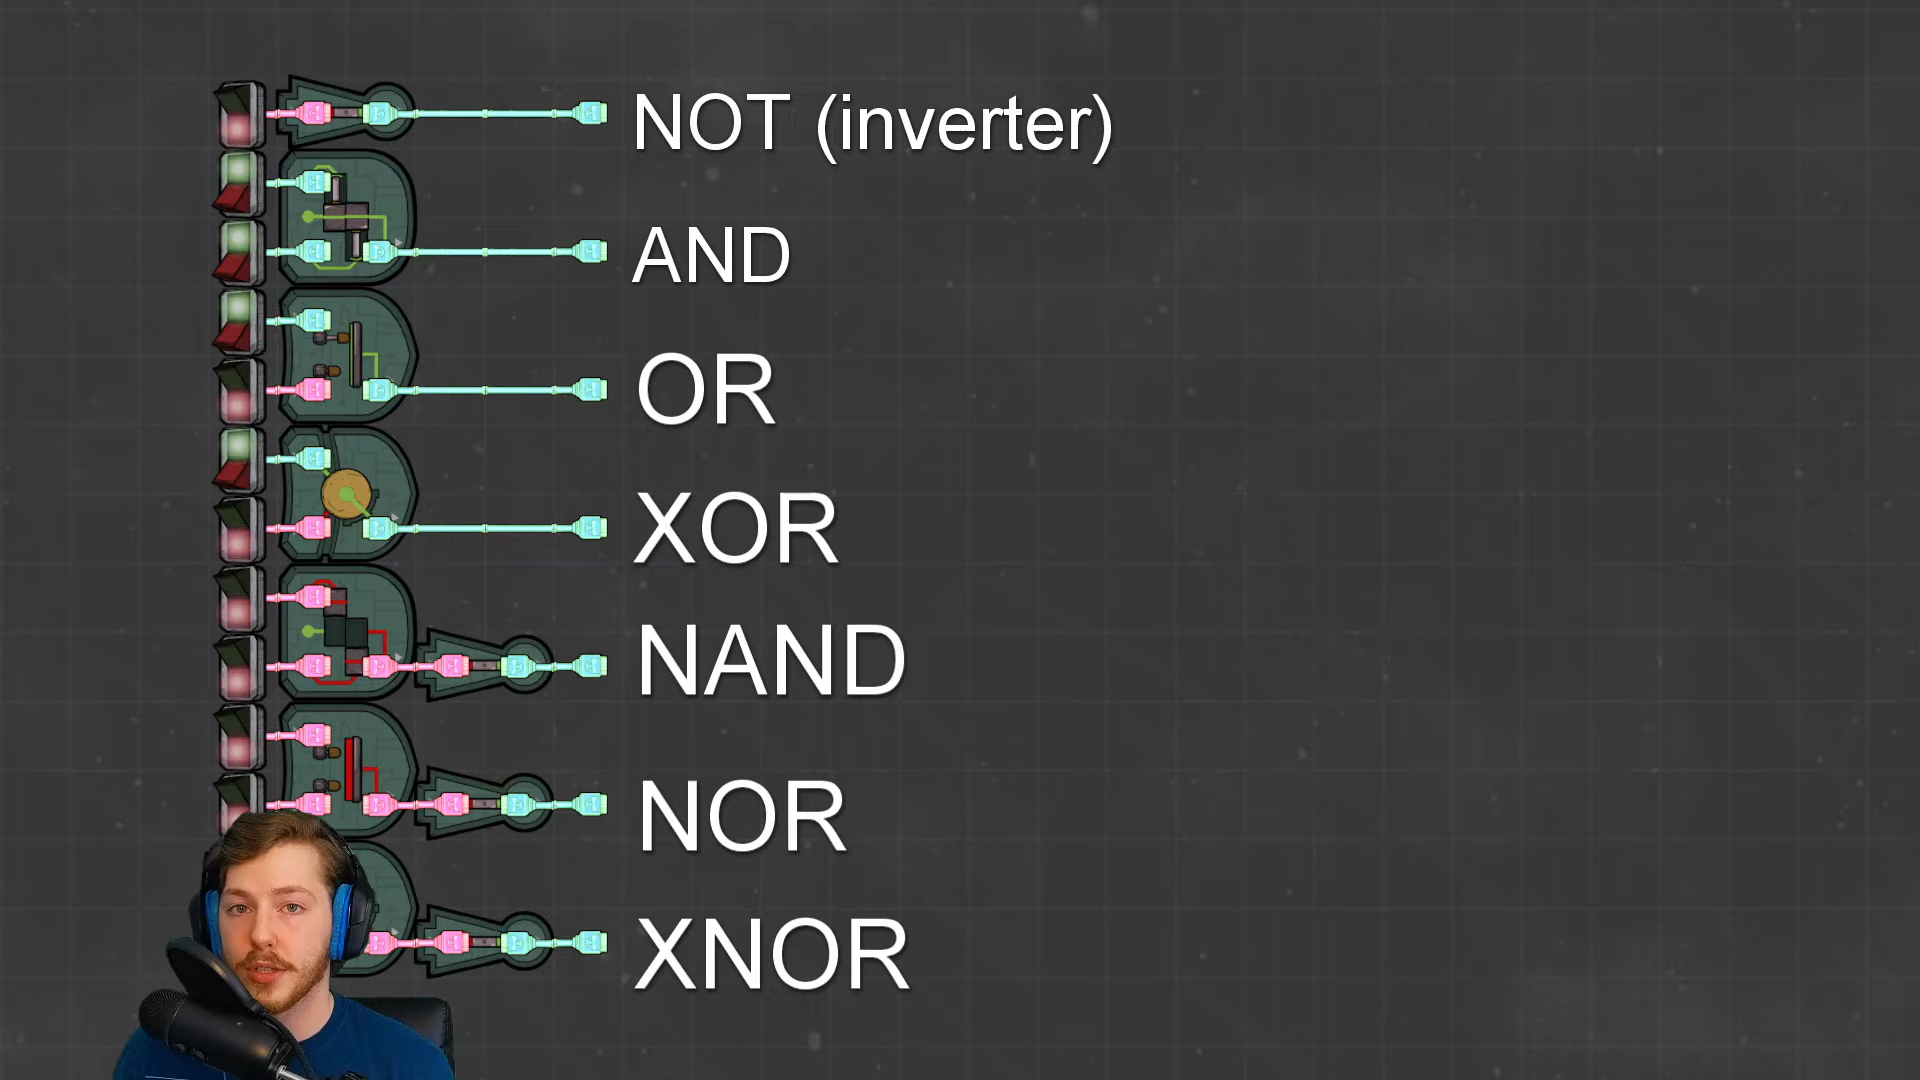 NOT (inverter)
AND
OR
XOR
NAND
NOR
XNOR